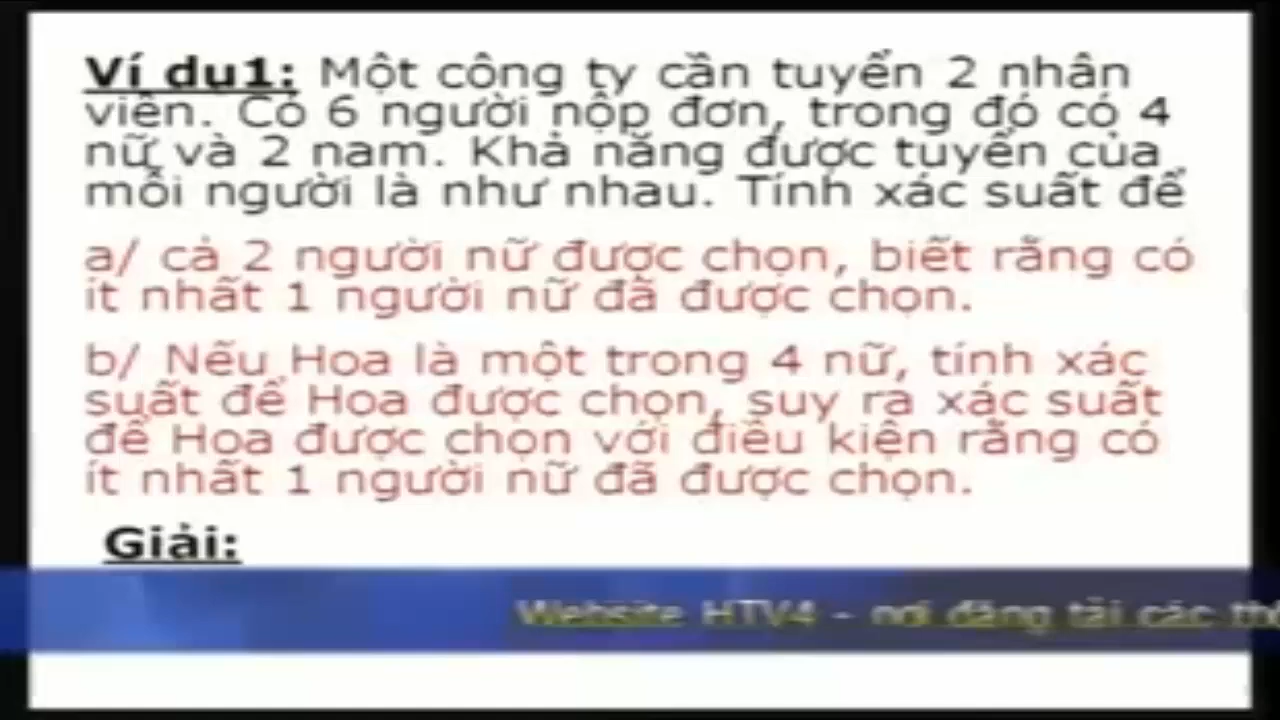 Ví dụ1: Một công ty cần tuyển 2 nhân
viên. Có 6 người nộp đơn, trong đó có 4
nữ và 2 nam. Khả năng được tuyển của
mỗi người là như nhau. Tính xác suất để
a/ cả 2 người nữ được chọn, biết rằng có
ít nhất 1 người nữ đã được chọn.
b/ Nếu Hoa là một trong 4 nữ, tính xác
suất để Hoa được chọn, suy ra xác suất
để Hoa được chọn với điều kiện rằng có
ít nhất 1 người nữ đã được chọn.
Giải:
Website HTV4 - nơi đăng tải các